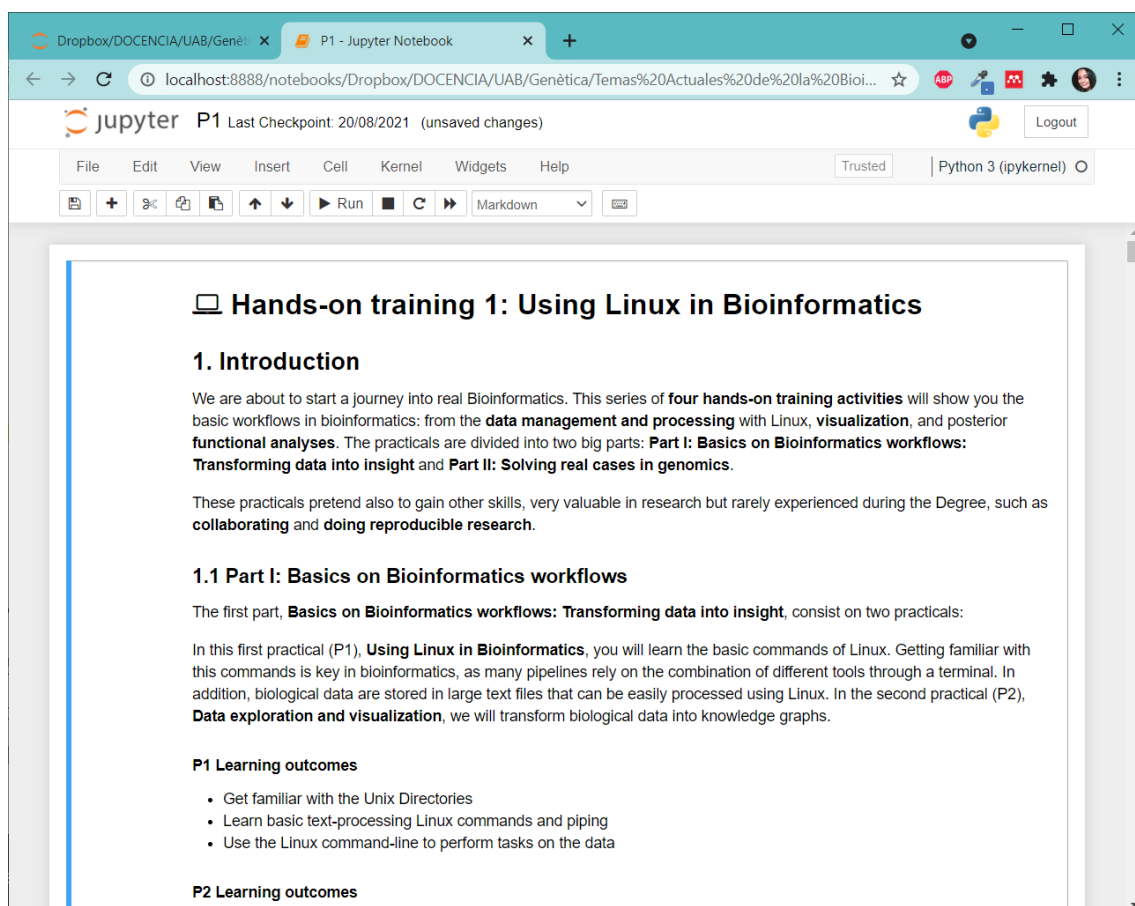 Dropbox/DOCENCIA/UAB/Genèt
P1 - Jupyter Notebook
localhost:8888/notebooks/Dropbox/DOCENCIA/UAB/Genètica/Temas%20Actuales%20de%20la%20Bioi...
ABP
jupyter P1 Last Checkpoint: 20/08/2021 (unsaved changes)
Logout
File Edit View Insert Cell Kernel Widgets Help
Trusted
Python 3 (ipykernel)
Run
Markdown
Hands-on training 1: Using Linux in Bioinformatics
1. Introduction
We are about to start a journey into real Bioinformatics. This series of four hands-on training activities will show you the
basic workflows in bioinformatics: from the data management and processing with Linux, visualization, and posterior
functional analyses. The practicals are divided into two big parts: Part I: Basics on Bioinformatics workflows:
Transforming data into insight and Part II: Solving real cases in genomics.
These practicals pretend also to gain other skills, very valuable in research but rarely experienced during the Degree, such as
collaborating and doing reproducible research.
1.1 Part I: Basics on Bioinformatics workflows
The first part, Basics on Bioinformatics workflows: Transforming data into insight, consist on two practicals:
In this first practical (P1), Using Linux in Bioinformatics, you will learn the basic commands of Linux. Getting familiar with
this commands is key in bioinformatics, as many pipelines rely on the combination of different tools through a terminal. In
addition, biological data are stored in large text files that can be easily processed using Linux. In the second practical (P2),
Data exploration and visualization, we will transform biological data into knowledge graphs.
P1 Learning outcomes
• Get familiar with the Unix Directories
• Learn basic text-processing Linux commands and piping
• Use the Linux command-line to perform tasks on the data
P2 Learning outcomes